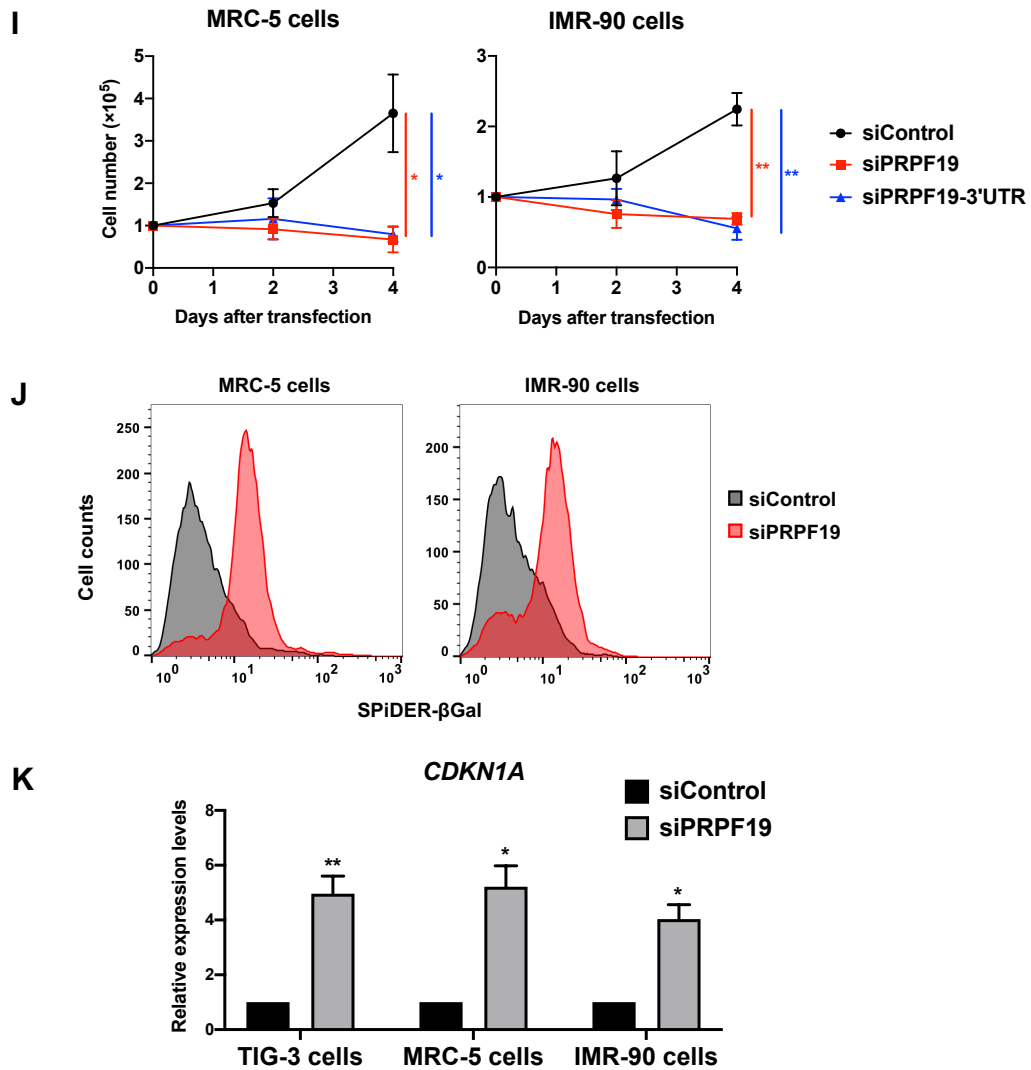 I
MRC-5 cells
IMR-90 cells
Cell number (×10⁵)
5
4
3
2
1
0
0 1 2 3 4
Days after transfection
*
*
3
2
1
0
0 1 2 3 4
Days after transfection
**
**
siControl
siPRPF19
siPRPF19-3'UTR
J
MRC-5 cells
IMR-90 cells
Cell counts
250
200
150
100
50
0
10⁰ 10¹ 10² 10³
200
150
100
50
0
10⁰ 10¹ 10² 10³
SPiDER-βGal
siControl
siPRPF19
K
CDKN1A
siControl
siPRPF19
Relative expression levels
8
6
4
2
0
**
*
*
TIG-3 cells
MRC-5 cells
IMR-90 cells